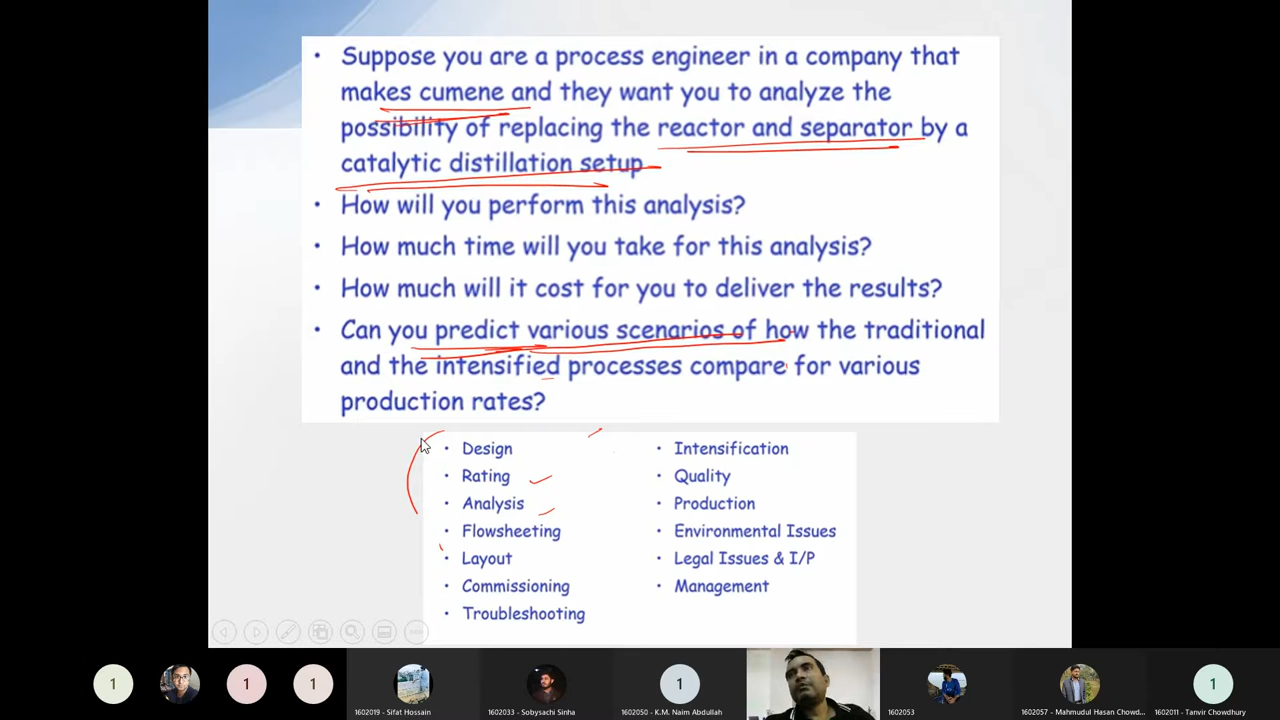 • Suppose you are a process engineer in a company that
makes cumene and they want you to analyze the
possibility of replacing the reactor and separator by a
catalytic distillation setup
• How will you perform this analysis?
• How much time will you take for this analysis?
• How much will it cost for you to deliver the results?
• Can you predict various scenarios of how the traditional
and the intensified processes compare for various
production rates?
• Design
• Rating
• Analysis
• Flowsheeting
• Layout
• Commissioning
• Troubleshooting
• Intensification
• Quality
• Production
• Environmental Issues
• Legal Issues & I/P
• Management
1
1
1
1602019 - Sifat Hossain
1602033 - Sobysachi Sinha
1
1602050 - K.M. Naim Abdullah
1602053
1602057 - Mahmudul Hasan Chowd...
1
1602011 - Tanvir Chowdhury